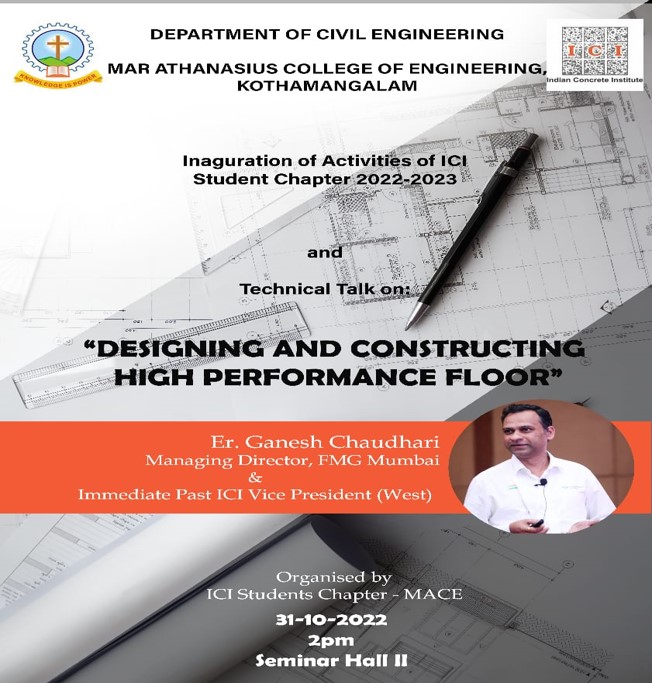 DEPARTMENT OF CIVIL ENGINEERING
MAR ATHANASIUS COLLEGE OF ENGINEERING,
KOTHAMANGALAM
KNOWLEDGE IS POWER
I C I
Indian Concrete Institute
Inaguration of Activities of ICI
Student Chapter 2022-2023
and
Technical Talk on:
“DESIGNING AND CONSTRUCTING
HIGH PERFORMANCE FLOOR”
Er. Ganesh Chaudhari
Managing Director, FMG Mumbai
&
Immediate Past ICI Vice President (West)
Organised by
ICI Students Chapter - MACE
31-10-2022
2pm
Seminar Hall II